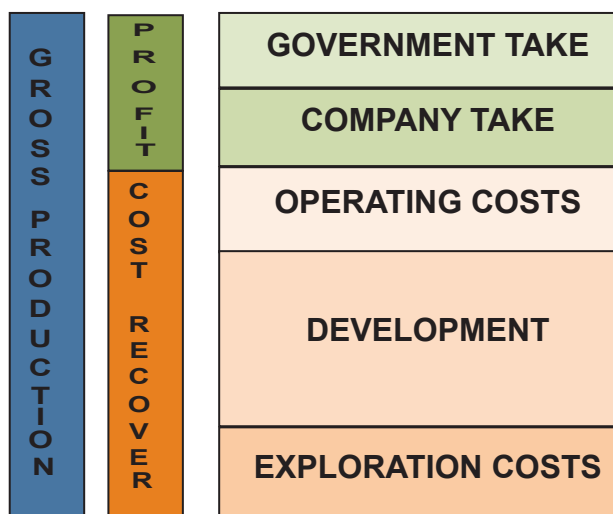 GROSS PRODUCTION
PROFIT
COST RECOVER
GOVERNMENT TAKE
COMPANY TAKE
OPERATING COSTS
DEVELOPMENT
EXPLORATION COSTS